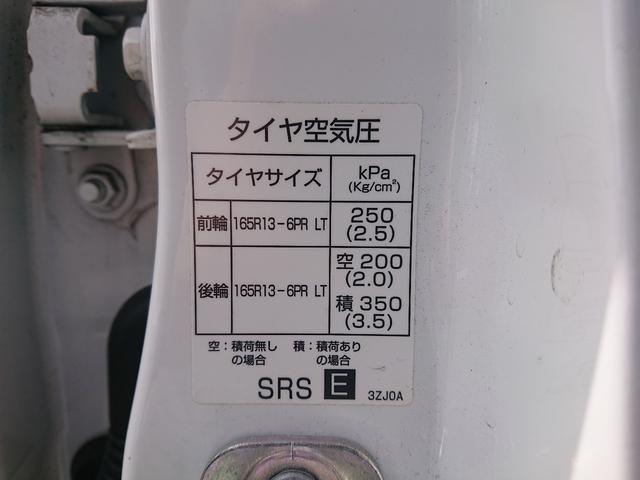 タイヤ空気圧
タイヤサイズ kPa
(Kg/cm²)
前輪 165R13-6PR LT 250
(2.5)
後輪 165R13-6PR LT 空 200
(2.0)
積 350
(3.5)
空：積荷無し 積：積荷あり
の場合 の場合
SRS E 3ZJ0A